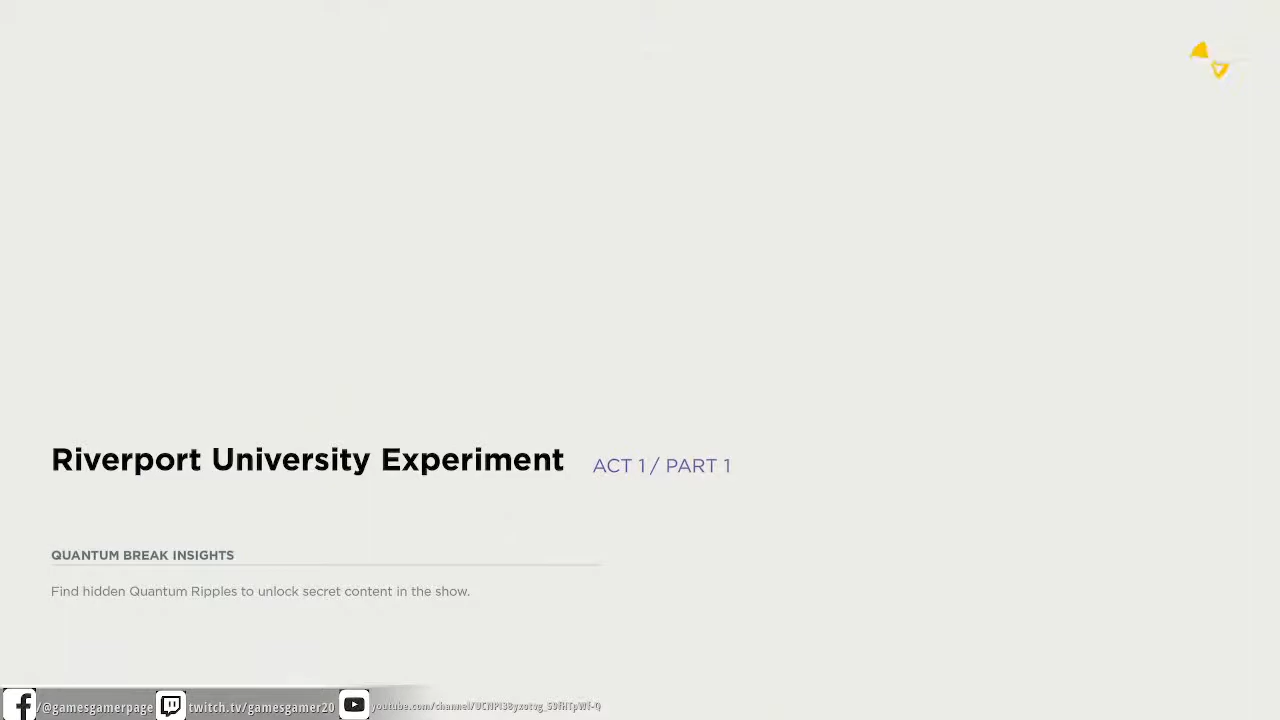 Riverport University Experiment ACT 1 / PART 1
QUANTUM BREAK INSIGHTS
Find hidden Quantum Ripples to unlock secret content in the show.
/@gamesgamerpage twitch.tv/gamesgamer20